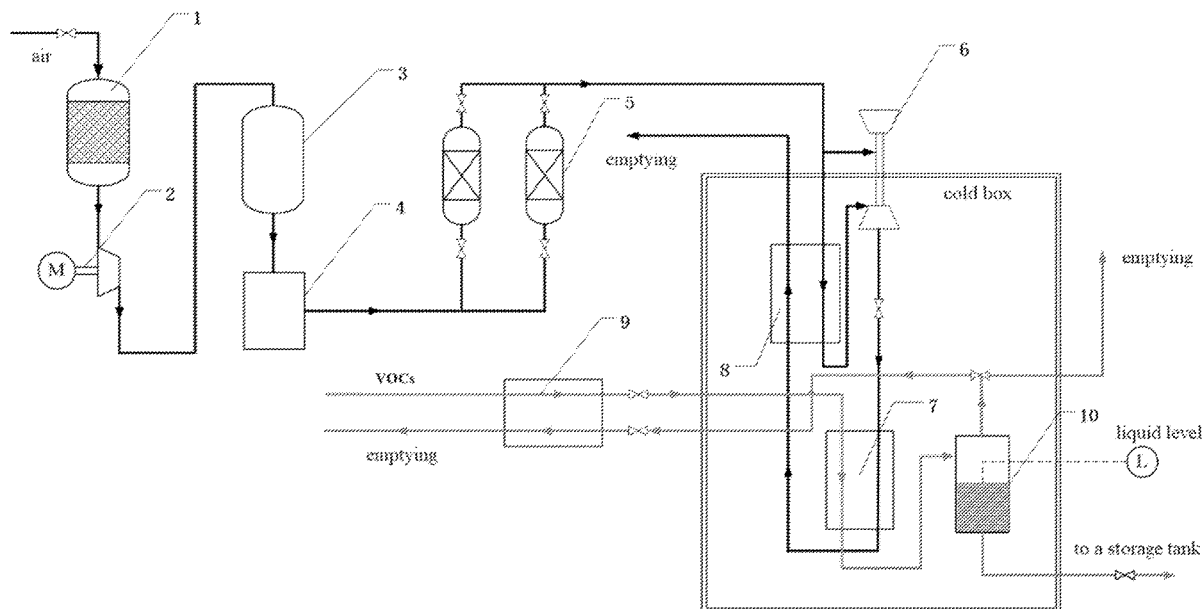 1
air
6
3
5
emptying
2
cold box
4
M
emptying
9
8
VOCs
7
10
liquid level
emptying
L
to a storage tank